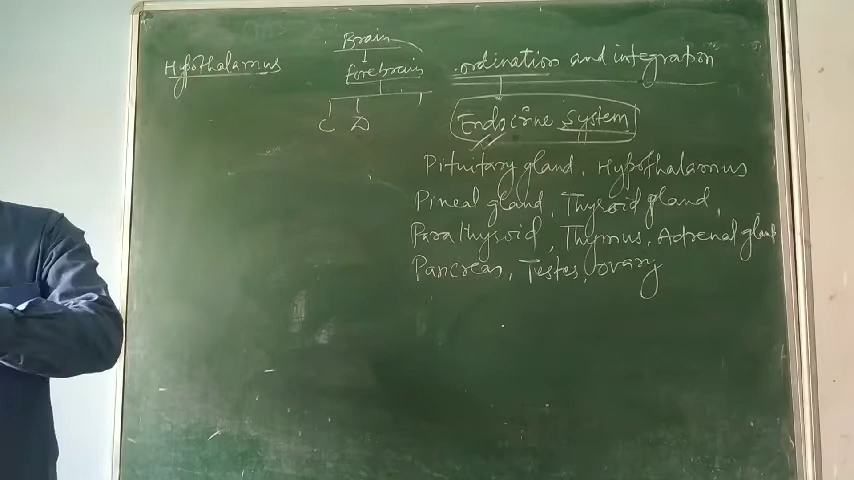 Hypothalamus
Brain
forebrain
C D
ordination and integration
Endocrine System
Pituitary gland, Hypothalamus
Pineal gland, Thyroid gland,
Parathyroid, Thymus, Adrenal gland
Pancreas, Testes, ovary